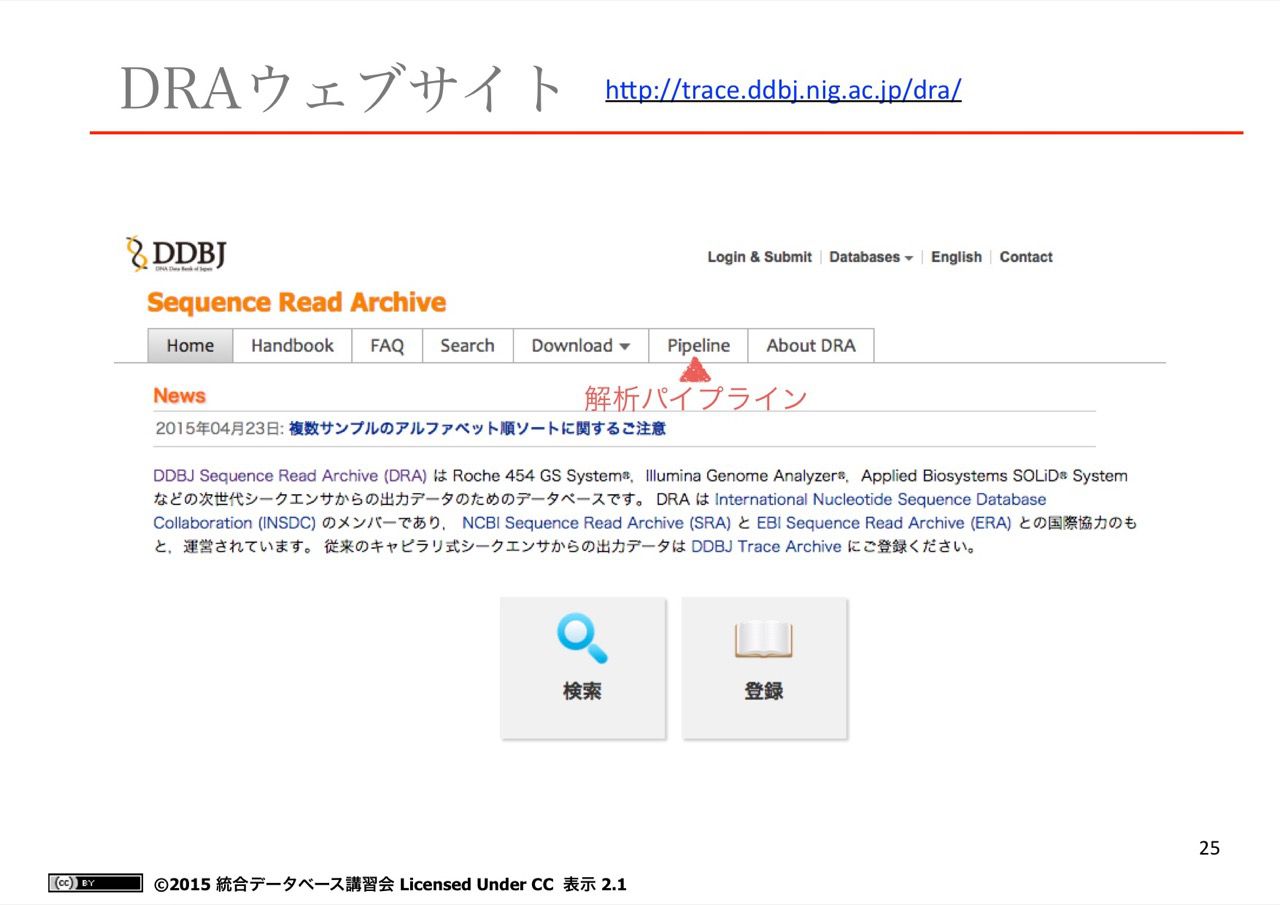 DRAウェブサイト http://trace.ddbj.nig.ac.jp/dra/
DDBJ
DNA Data Bank of Japan
Login & Submit Databases English Contact
Sequence Read Archive
Home Handbook FAQ Search Download Pipeline About DRA
解析パイプライン
News
2015年04月23日: 複数サンプルのアルファベット順ソートに関するご注意
DDBJ Sequence Read Archive (DRA) は Roche 454 GS System®, Illumina Genome Analyzer®, Applied Biosystems SOLiD® System
などの次世代シークエンサからの出力データのためのデータベースです。 DRA は International Nucleotide Sequence Database
Collaboration (INSDC) のメンバーであり, NCBI Sequence Read Archive (SRA) と EBI Sequence Read Archive (ERA) との国際協力のも
と, 運営されています。 従来のキャピラリ式シークエンサからの出力データは DDBJ Trace Archive にご登録ください。
検索 登録
25
cc BY ©2015 統合データベース講習会 Licensed Under CC 表示 2.1